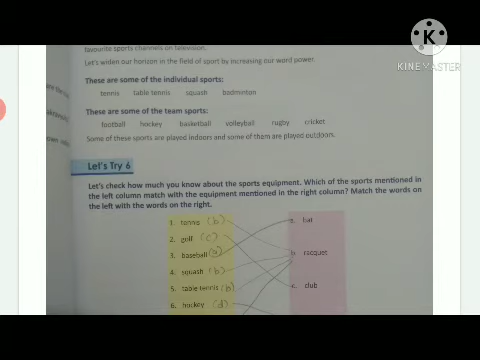 favourite sports channels on television.
Let's widen our horizon in the field of sport by increasing our word power.
K
KINEMASTER
These are some of the individual sports:
tennis table tennis squash badminton
These are some of the team sports:
football hockey basketball volleyball rugby cricket
Some of these sports are played indoors and some of them are played outdoors.
Let's Try 6
Let's check how much you know about the sports equipment. Which of the sports mentioned in
the left column match with the equipment mentioned in the right column? Match the words on
the left with the words on the right.
1. tennis (b)
2. golf (c)
3. baseball (a)
4. squash (b)
5. table tennis (b)
6. hockey (d)
a. bat
b. racquet
c. club